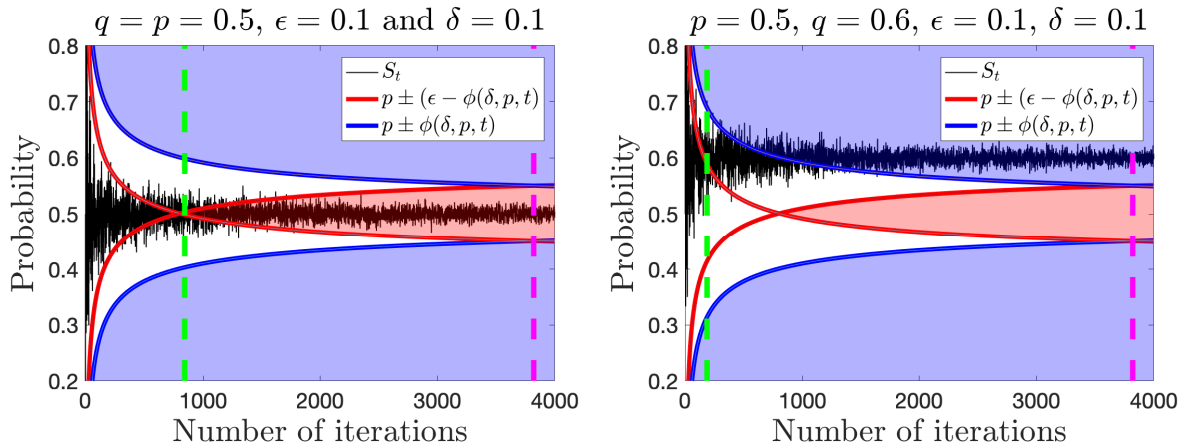 q = p = 0.5, ϵ = 0.1 and δ = 0.1
0.8
0.7
0.6
0.5
0.4
0.3
0.2
Probability
S_t
p ± (ϵ − ϕ(δ, p, t)
p ± ϕ(δ, p, t)
0 1000 2000 3000 4000
Number of iterations
p = 0.5, q = 0.6, ϵ = 0.1, δ = 0.1
0.8
0.7
0.6
0.5
0.4
0.3
0.2
Probability
S_t
p ± (ϵ − ϕ(δ, p, t)
p ± ϕ(δ, p, t)
0 1000 2000 3000 4000
Number of iterations